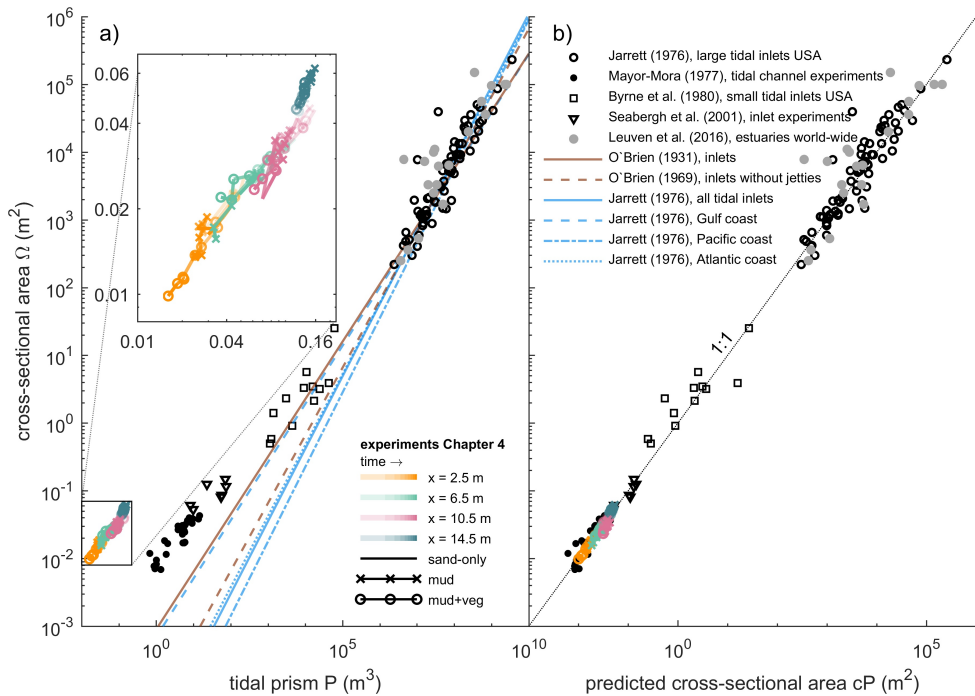 a)
b)
10^6
10^5
10^4
10^3
10^2
10^1
10^0
10^-1
10^-2
10^-3
cross-sectional area Ω (m^2)
0.06
0.04
0.02
0.01
0.01 0.04 0.16
Jarrett (1976), large tidal inlets USA
Mayor-Mora (1977), tidal channel experiments
Byrne et al. (1980), small tidal inlets USA
Seabergh et al. (2001), inlet experiments
Leuven et al. (2016), estuaries world-wide
O`Brien (1931), inlets
O`Brien (1969), inlets without jetties
Jarrett (1976), all tidal inlets
Jarrett (1976), Gulf coast
Jarrett (1976), Pacific coast
Jarrett (1976), Atlantic coast
1:1
experiments Chapter 4
time →
x = 2.5 m
x = 6.5 m
x = 10.5 m
x = 14.5 m
sand-only
mud
mud+veg
10^0 10^5 10^10
10^0 10^5
tidal prism P (m^3)
predicted cross-sectional area cP (m^2)